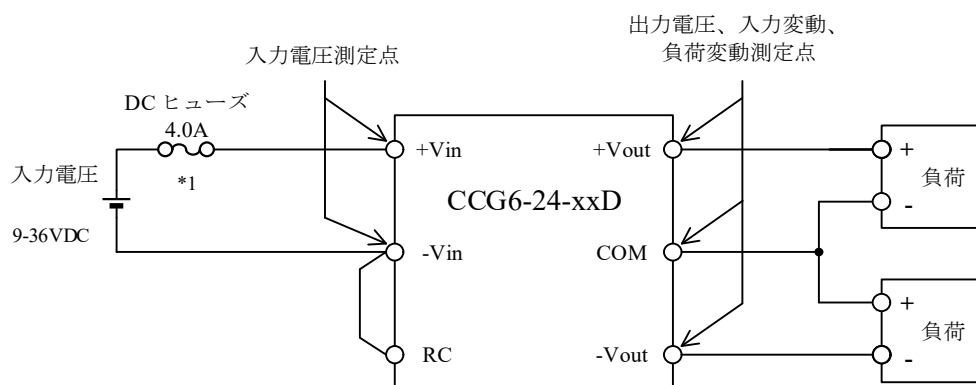 出力電圧、入力変動、
負荷変動測定点
入力電圧測定点
DC ヒューズ
4.0A
*1
入力電圧
9-36VDC
+Vin
-Vin
RC
CCG6-24-xxD
+Vout
COM
-Vout
+
負荷
-
+
負荷
-